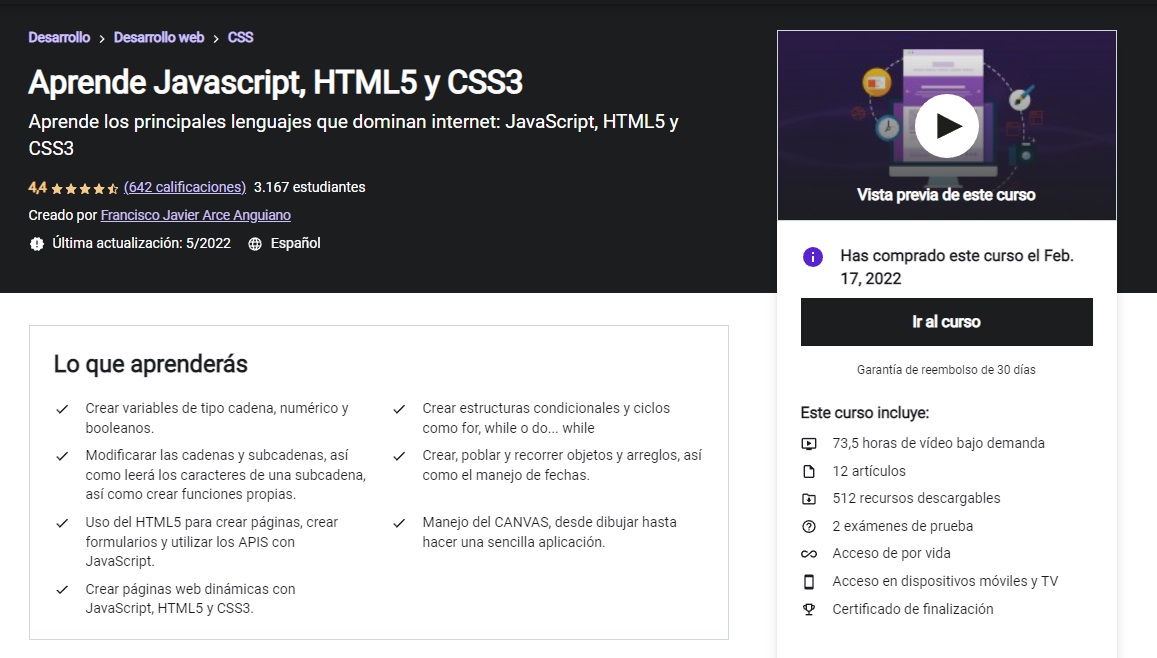 Desarrollo > Desarrollo web > CSS
Aprende Javascript, HTML5 y CSS3
Aprende los principales lenguajes que dominan internet: JavaScript, HTML5 y
CSS3
4,4 (642 calificaciones) 3.167 estudiantes
Creado por Francisco Javier Arce Anguiano
Última actualización: 5/2022 Español
Lo que aprenderás
Crear variables de tipo cadena, numérico y
booleanos.
Modificarar las cadenas y subcadenas, así
como leerá los caracteres de una subcadena,
así como crear funciones propias.
Uso del HTML5 para crear páginas, crear
formularios y utilizar los APIS con
JavaScript.
Crear páginas web dinámicas con
JavaScript, HTML5 y CSS3.
Crear estructuras condicionales y ciclos
como for, while o do... while
Crear, poblar y recorrer objetos y arreglos, así
como el manejo de fechas.
Manejo del CANVAS, desde dibujar hasta
hacer una sencilla aplicación.
Vista previa de este curso
Has comprado este curso el Feb.
17, 2022
Ir al curso
Garantía de reembolso de 30 días
Este curso incluye:
73,5 horas de vídeo bajo demanda
12 artículos
512 recursos descargables
2 exámenes de prueba
Acceso de por vida
Acceso en dispositivos móviles y TV
Certificado de finalización